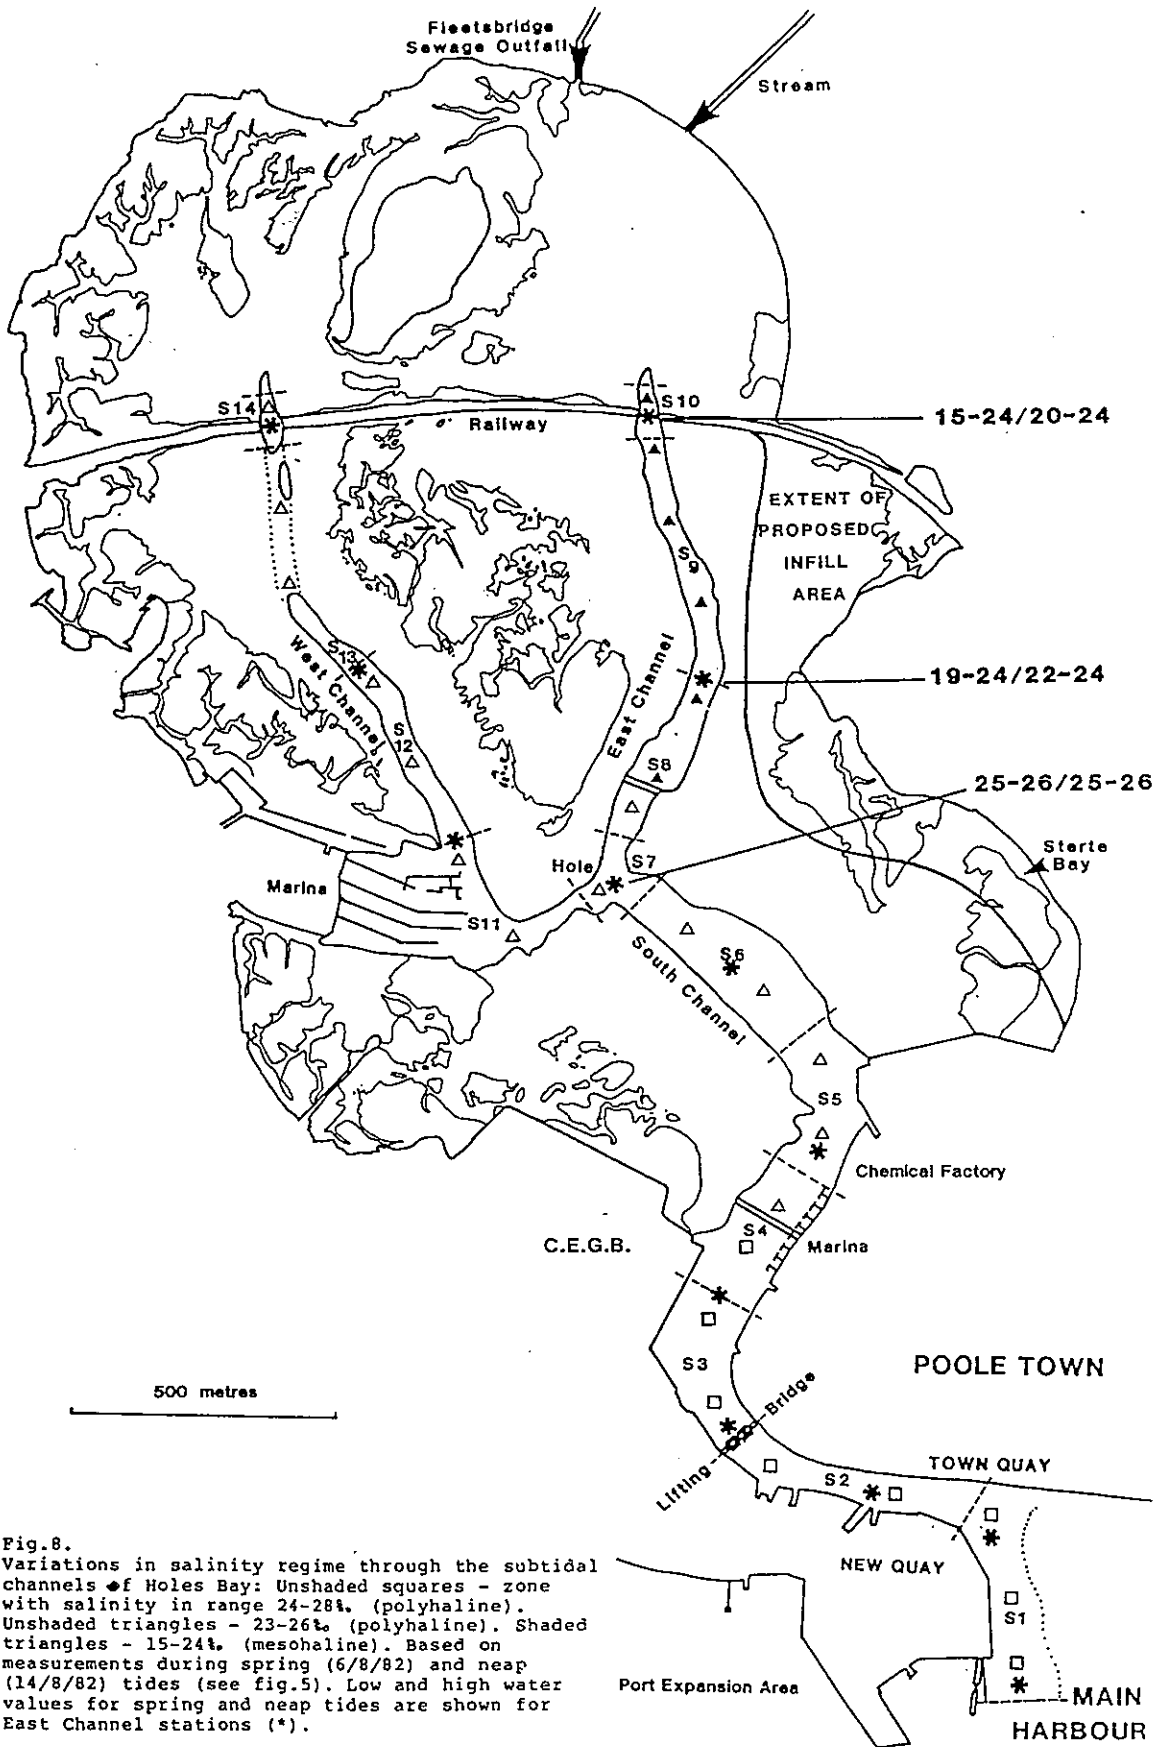 Fleetsbridge
Sewage Outfall
Stream
S14
S10
Railway
15-24/20-24
EXTENT OF
PROPOSED
INFILL
AREA
S9
S13
West Channel
East Channel
19-24/22-24
S12
S8
25-26/25-26
Sterte
Bay
Hole
S7
Marina
S11
S6
South Channel
S5
Chemical Factory
S4
C.E.G.B.
Marina
S3
POOLE TOWN
500 metres
Lifting Bridge
TOWN QUAY
S2
NEW QUAY
S1
Port Expansion Area
MAIN
HARBOUR
Fig.8.
Variations in salinity regime through the subtidal
channels of Holes Bay: Unshaded squares - zone
with salinity in range 24-28‰ (polyhaline).
Unshaded triangles - 23-26‰ (polyhaline). Shaded
triangles - 15-24‰ (mesohaline). Based on
measurements during spring (6/8/82) and neap
(14/8/82) tides (see fig.5). Low and high water
values for spring and neap tides are shown for
East Channel stations (*).